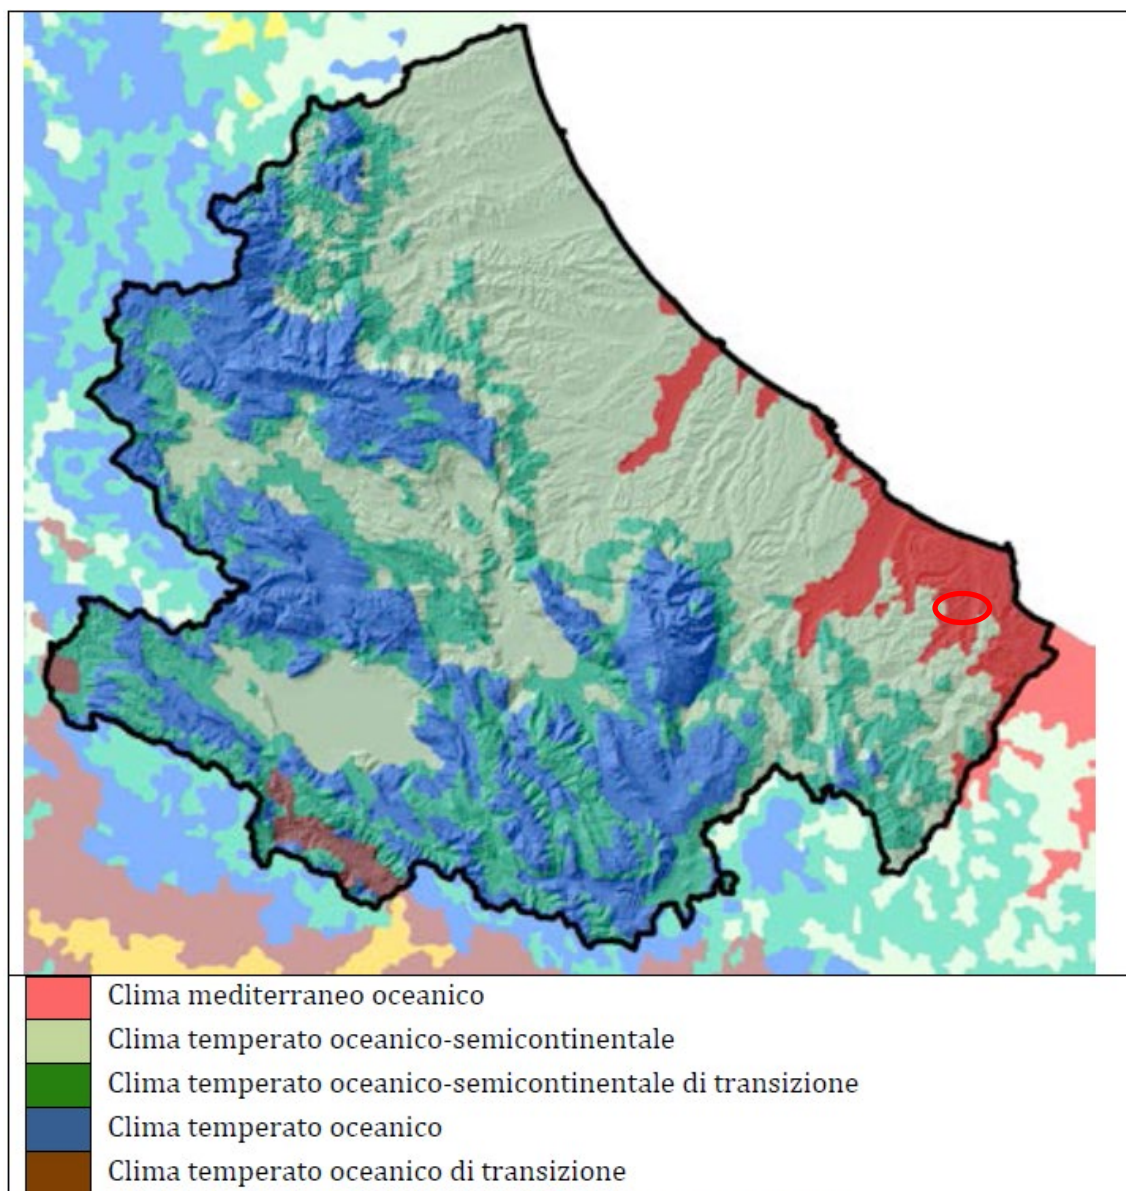 Clima mediterraneo oceanico
Clima temperato oceanico-semicontinentale
Clima temperato oceanico-semicontinentale di transizione
Clima temperato oceanico
Clima temperato oceanico di transizione